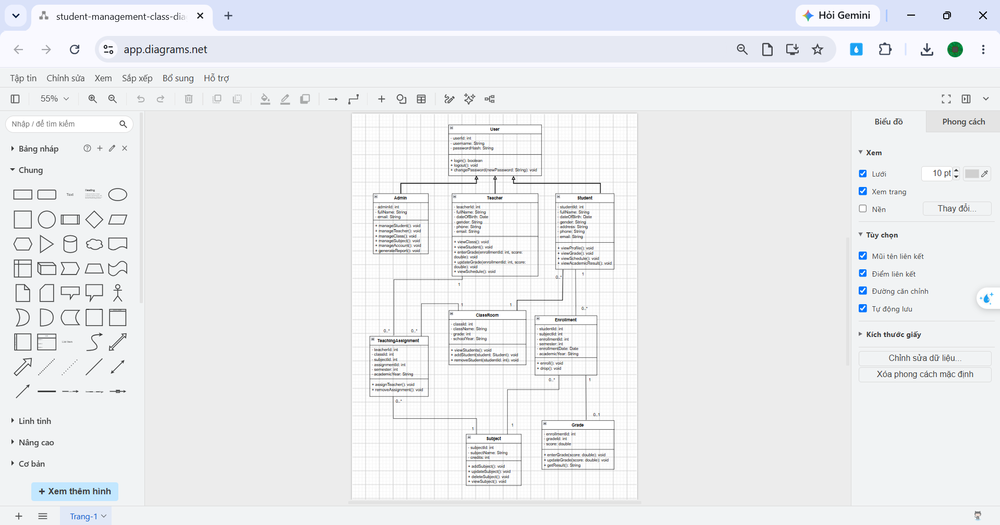 student-management-class-dia
Hỏi Gemini
app.diagrams.net
Tập tin Chỉnh sửa Xem Sắp xếp Bổ sung Hỗ trợ
55%
Nhập / để tìm kiếm
Bảng nháp
Chung
Text
Heading
List Item
Linh tinh
Nâng cao
Cơ bản
+ Xem thêm hình
User
- userId: int
- username: String
- passwordHash: String
+ login(): boolean
+ logout(): void
+ changePassword(newPassword: String): void
Admin
- adminId: int
- fullName: String
- email: String
+ manageStudent(): void
+ manageTeacher(): void
+ manageClass(): void
+ manageSubject(): void
+ manageAccount(): void
+ generateReport(): void
Teacher
- teacherId: int
- fullName: String
- dateOfBirth: Date
- gender: String
- phone: String
- email: String
+ viewClass(): void
+ viewStudent(): void
+ enterGrade(enrollmentId: int, score:
double): void
+ updateGrade(enrollmentId: int, score:
double): void
+ viewSchedule(): void
Student
- studentId: int
- fullName: String
- dateOfBirth: Date
- gender: String
- address: String
- phone: String
- email: String
+ viewProfile(): void
+ viewGrade(): void
+ viewSchedule(): void
+ viewAcademicResult(): void
1
0..*
1
1
1
0..*
0..*
0..*
ClassRoom
- classId: int
- className: String
- grade: int
- schoolYear: String
+ viewStudents(): void
+ addStudent(student: Student): void
+ removeStudent(studentId: int): void
Enrollment
- studentId: int
- subjectId: int
- enrollmentId: int
- semester: int
- enrollmentDate: Date
- academicYear: String
+ enroll(): void
+ drop(): void
TeachingAssignment
- teacherId: int
- classId: int
- subjectId: int
- assignmentId: int
- semester: int
- academicYear: String
+ assignTeacher(): void
+ removeAssignment(): void
0..*
1
0..*
1
1
0..1
Subject
- subjectId: int
- subjectName: String
- credits: int
+ addSubject(): void
+ updateSubject(): void
+ deleteSubject(): void
+ viewSubject(): void
Grade
- enrollmentId: int
- gradeId: int
- score: double
+ enterGrade(score: double): void
+ updateGrade(score: double): void
+ getResult(): String
Biểu đồ Phong cách
Xem
Lưới 10 pt
Xem trang
Nền Thay đổi...
Tùy chọn
Mũi tên liên kết
Điểm liên kết
Đường căn chỉnh
Tự động lưu
Kích thước giấy
Chỉnh sửa dữ liệu...
Xóa phong cách mặc định
Trang-1